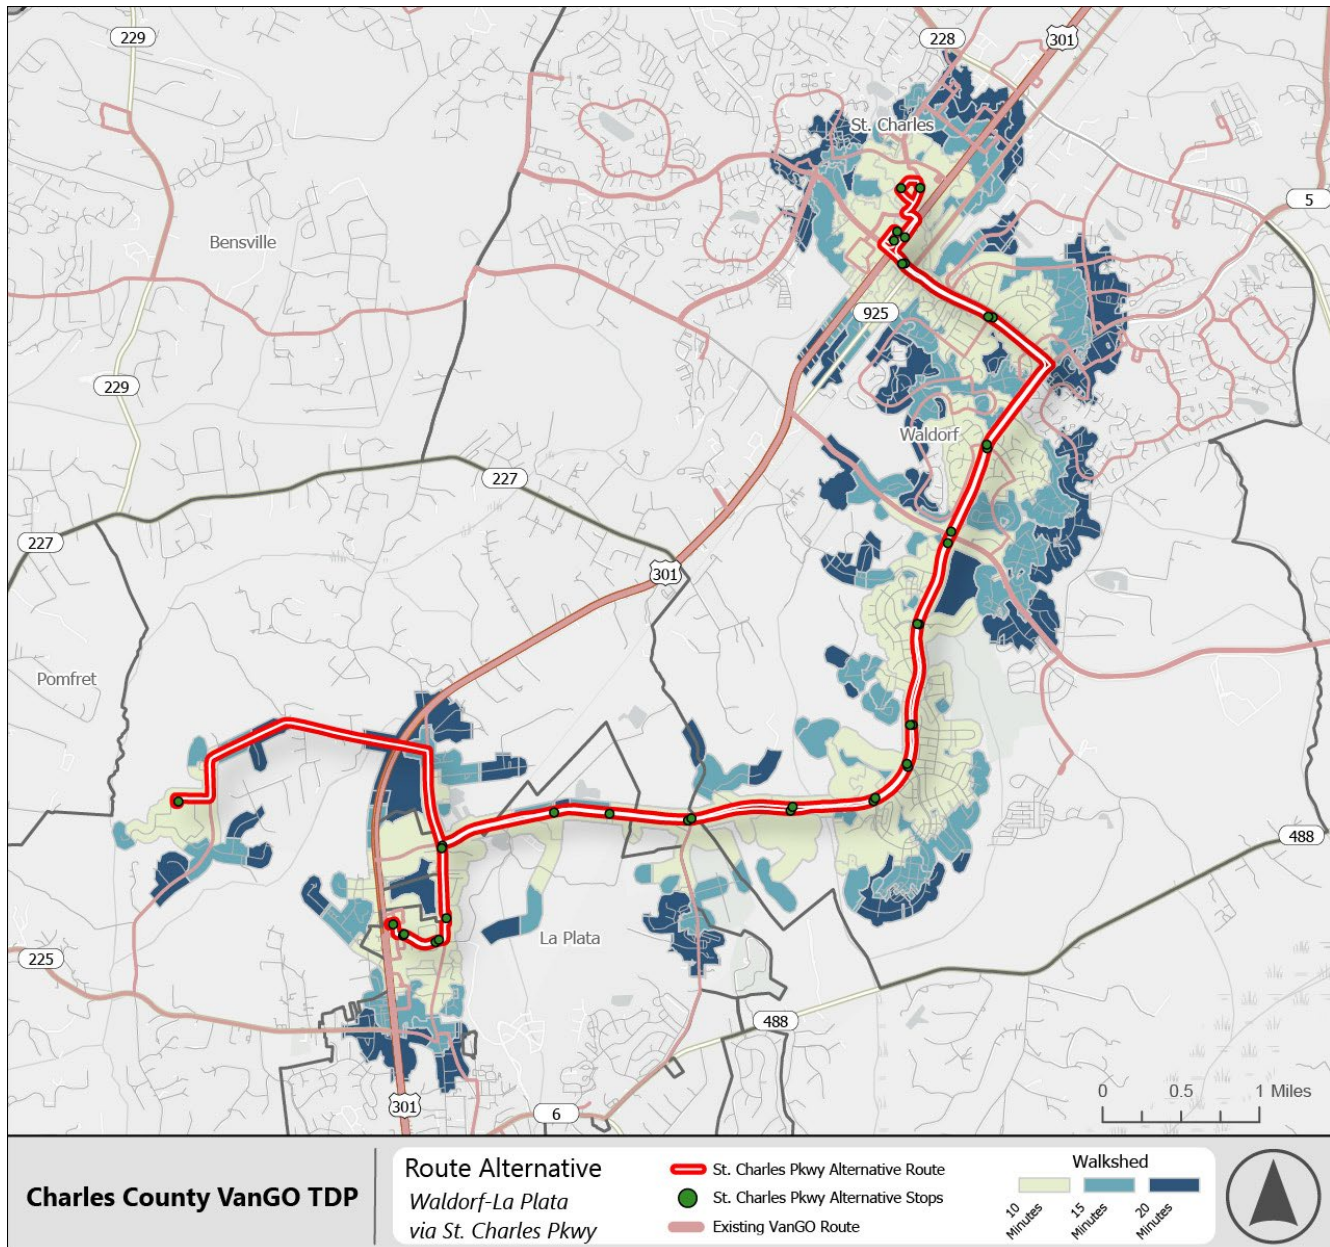 229
228
301
St. Charles
5
Bensville
925
229
Waldorf
227
227
301
Pomfret
488
La Plata
225
488
0 0.5 1 Miles
301
6
Charles County VanGO TDP
Route Alternative
Waldorf-La Plata
via St. Charles Pkwy
St. Charles Pkwy Alternative Route
St. Charles Pkwy Alternative Stops
Existing VanGO Route
Walkshed
10 Minutes
15 Minutes
20 Minutes